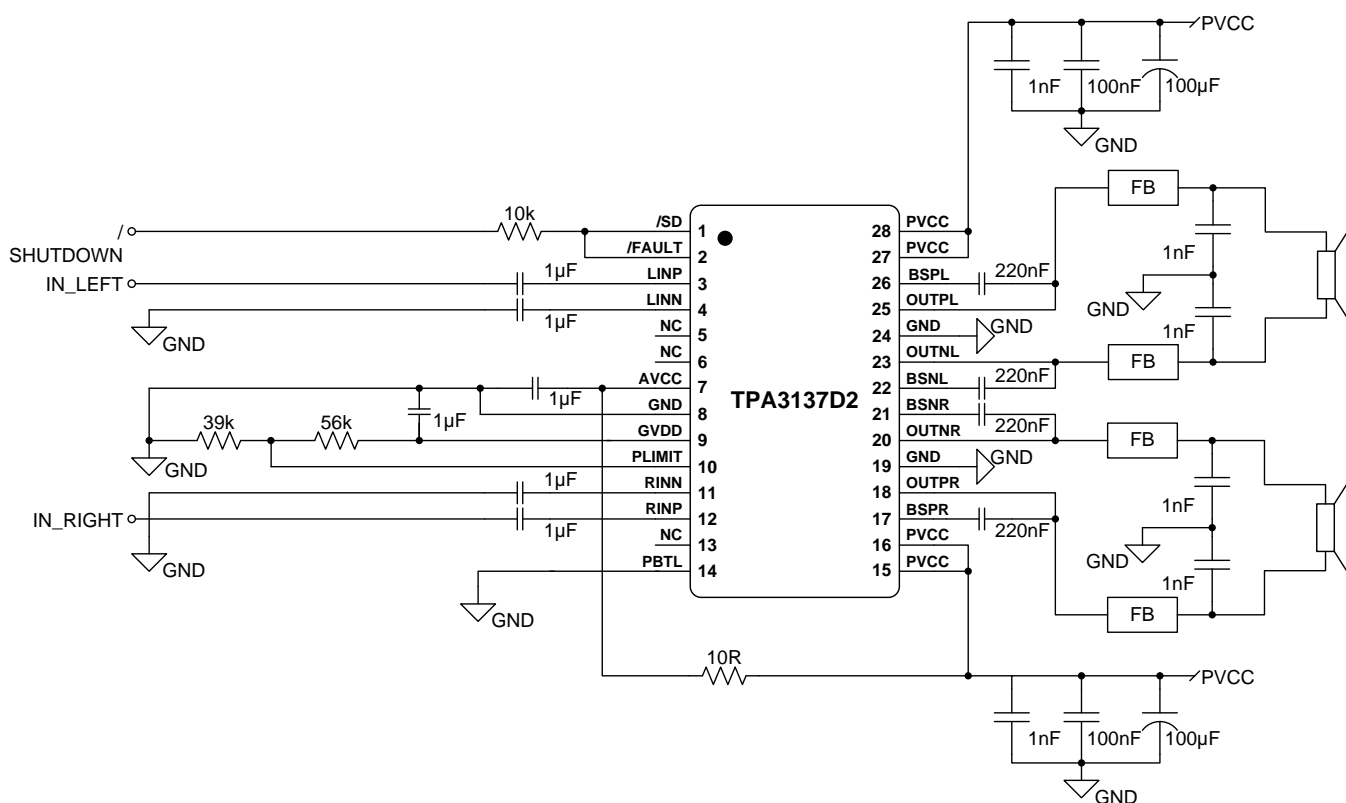 PVCC
1nF
100nF
100µF
GND
FB
10k
/SD
1
28
PVCC
/
SHUTDOWN
/FAULT
2
27
PVCC
1nF
IN_LEFT
1µF
LINP
3
26
BSPL
220nF
1µF
LINN
4
25
OUTPL
GND
GND
NC
5
24
GND
GND
NC
6
23
OUTNL
1nF
FB
AVCC
7
22
BSNL
220nF
1µF
TPA3137D2
GND
8
21
BSNR
220nF
39k
56k
1µF
GVDD
9
20
OUTNR
FB
GND
PLIMIT
10
19
GND
GND
1µF
RINN
11
18
OUTPR
1nF
IN_RIGHT
1µF
RINP
12
17
BSPR
220nF
NC
13
16
PVCC
GND
GND
PBTL
14
15
PVCC
1nF
GND
FB
10R
PVCC
1nF
100nF
100µF
GND